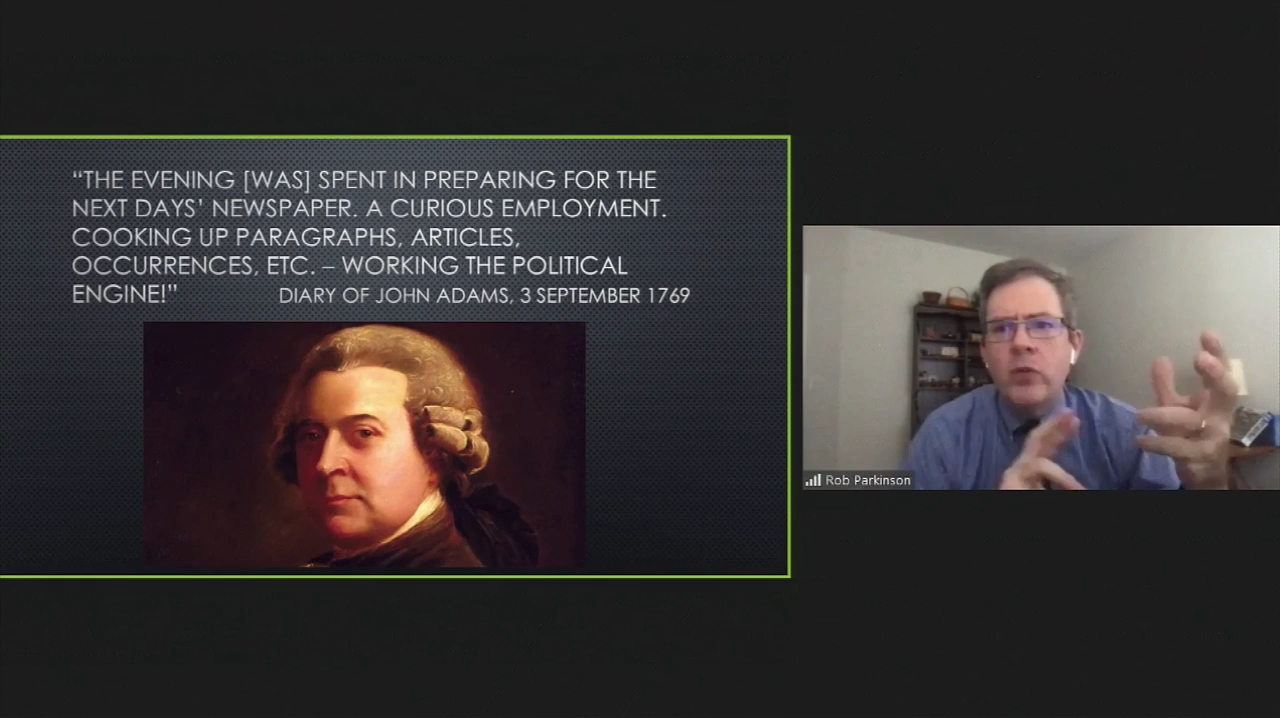 “THE EVENING [WAS] SPENT IN PREPARING FOR THE
NEXT DAYS’ NEWSPAPER. A CURIOUS EMPLOYMENT.
COOKING UP PARAGRAPHS, ARTICLES,
OCCURRENCES, ETC. – WORKING THE POLITICAL
ENGINE!” DIARY OF JOHN ADAMS, 3 SEPTEMBER 1769
Rob Parkinson